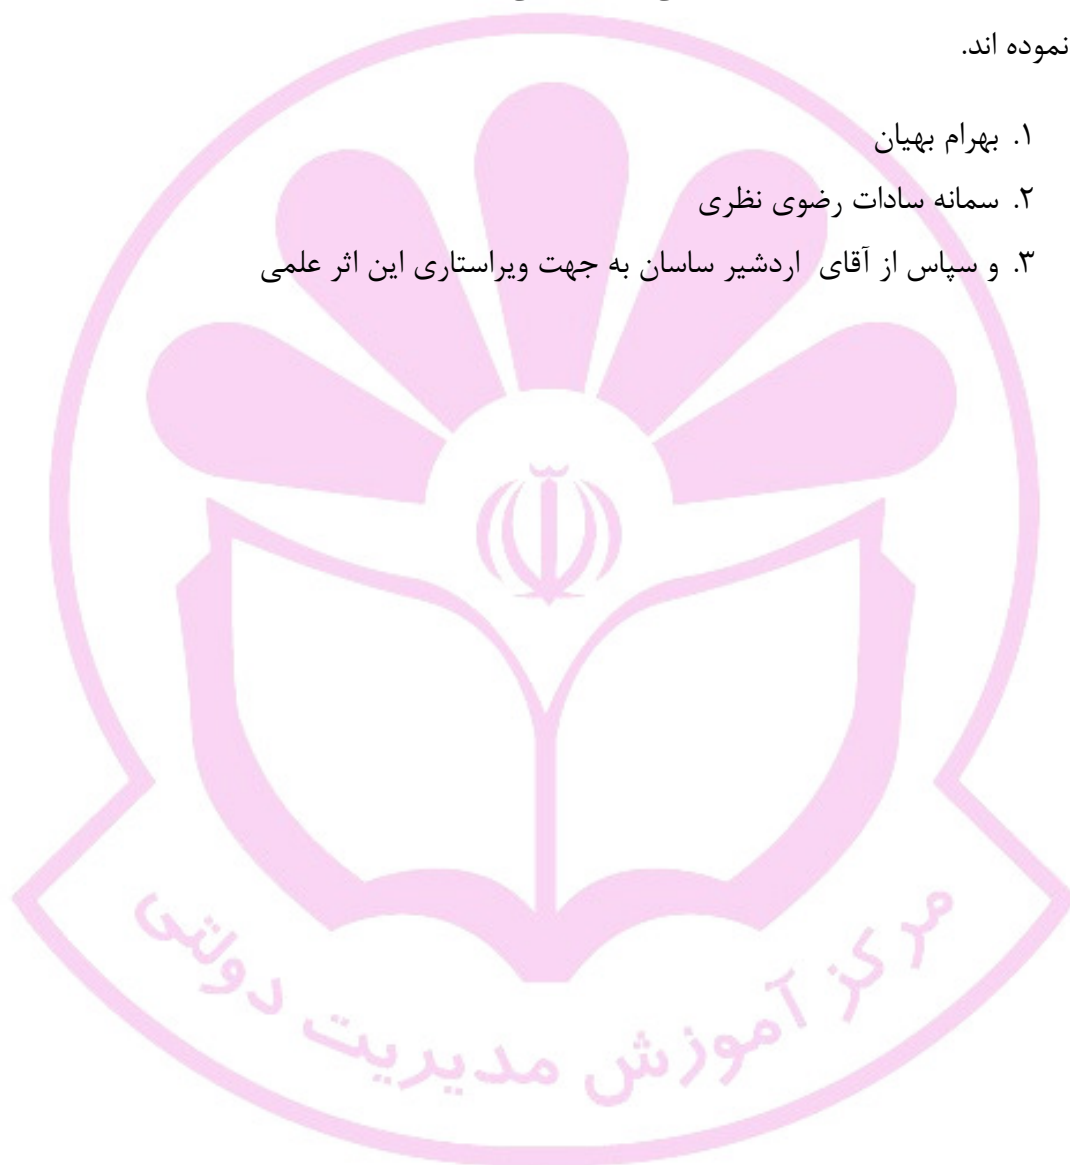 نموده اند.
۱. بهرام بهیان
۲. سمانه سادات رضوی نظری
۳. و سپاس از آقای اردشیر ساسان به جهت ویراستاری این اثر علمی
مرکز آموزش مدیریت دولتی